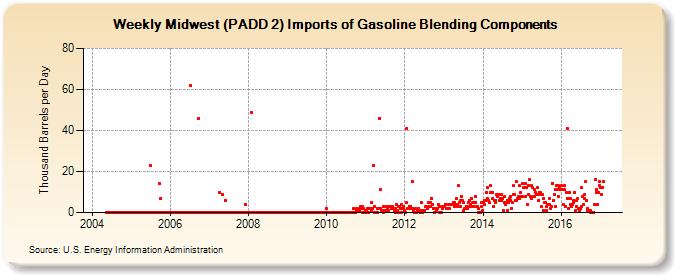 Weekly Midwest (PADD 2) Imports of Gasoline Blending Components
Thousand Barrels per Day
80
60
40
20
0
2004 2006 2008 2010 2012 2014 2016
Source: U.S. Energy Information Administration